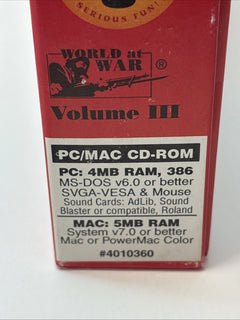 SERIOUS FUN!
WORLD at
WAR ®
Volume III
PC/MAC CD-ROM
PC: 4MB RAM, 386
MS-DOS v6.0 or better
SVGA-VESA & Mouse
Sound Cards: AdLib, Sound
Blaster or compatible, Roland
MAC: 5MB RAM
System v7.0 or better
Mac or PowerMac Color
#4010360